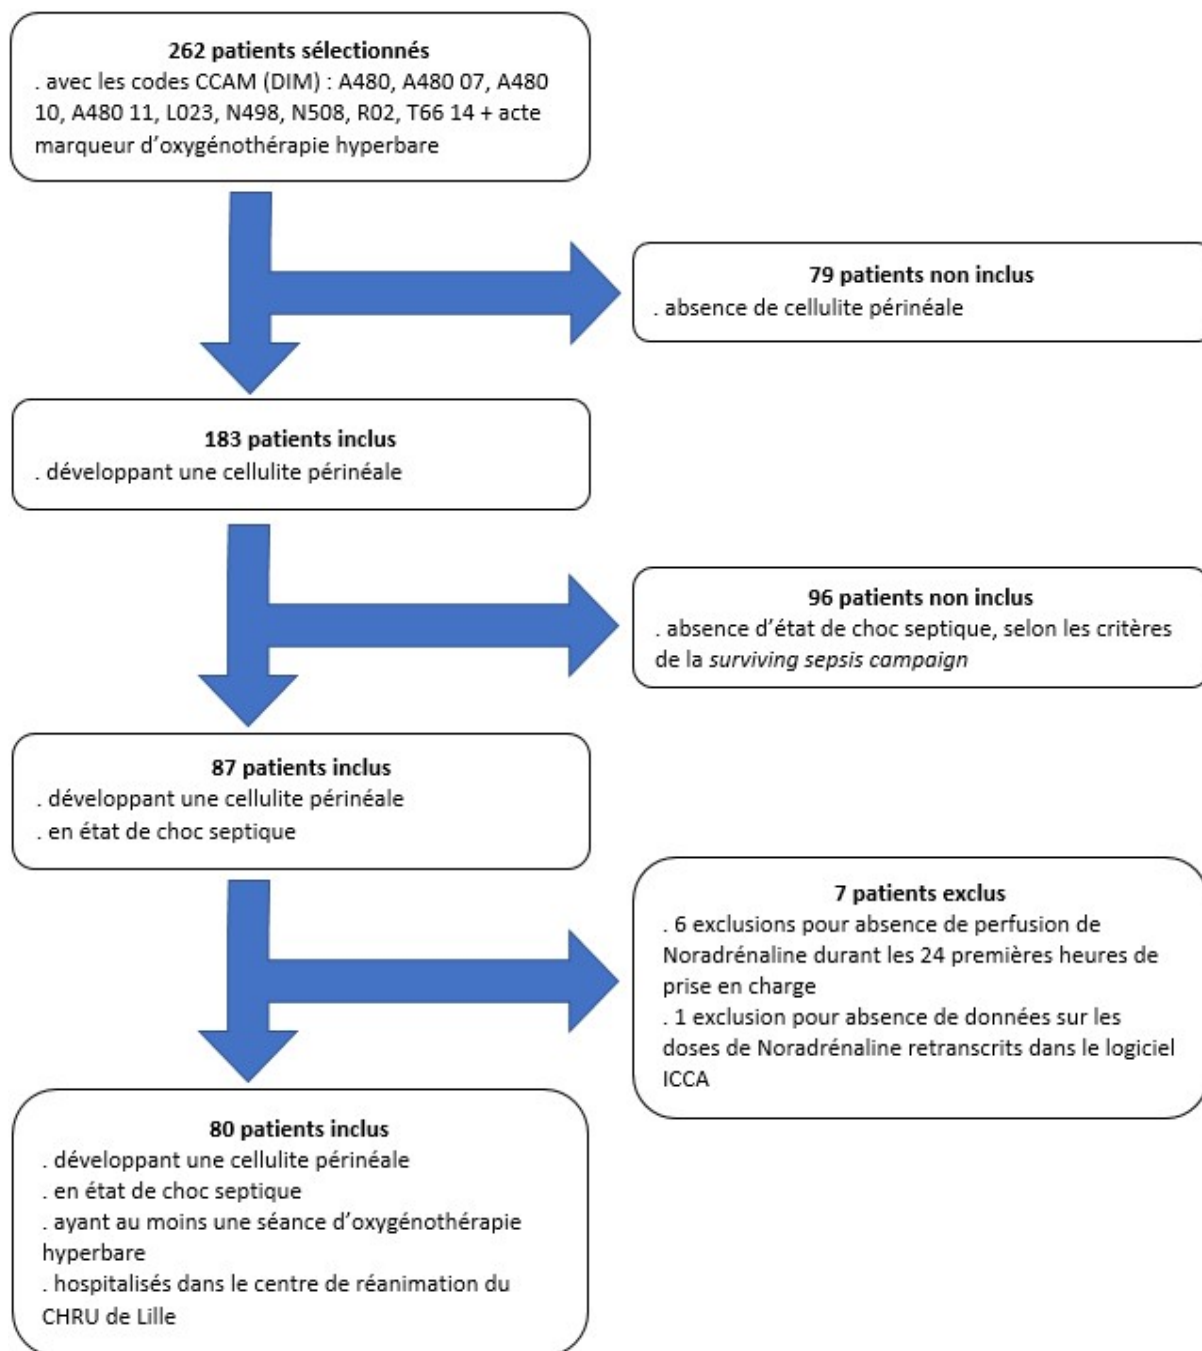 262 patients sélectionnés
. avec les codes CCAM (DIM) : A480, A480 07, A480
10, A480 11, L023, N498, N508, R02, T66 14 + acte
marqueur d'oxygénothérapie hyperbare
79 patients non inclus
. absence de cellulite périnéale
183 patients inclus
. développant une cellulite périnéale
96 patients non inclus
. absence d'état de choc septique, selon les critères
de la surviving sepsis campaign
87 patients inclus
. développant une cellulite périnéale
. en état de choc septique
7 patients exclus
. 6 exclusions pour absence de perfusion de
Noradrénaline durant les 24 premières heures de
prise en charge
. 1 exclusion pour absence de données sur les
doses de Noradrénaline retranscrits dans le logiciel
ICCA
80 patients inclus
. développant une cellulite périnéale
. en état de choc septique
. ayant au moins une séance d'oxygénothérapie
hyperbare
. hospitalisés dans le centre de réanimation du
CHRU de Lille